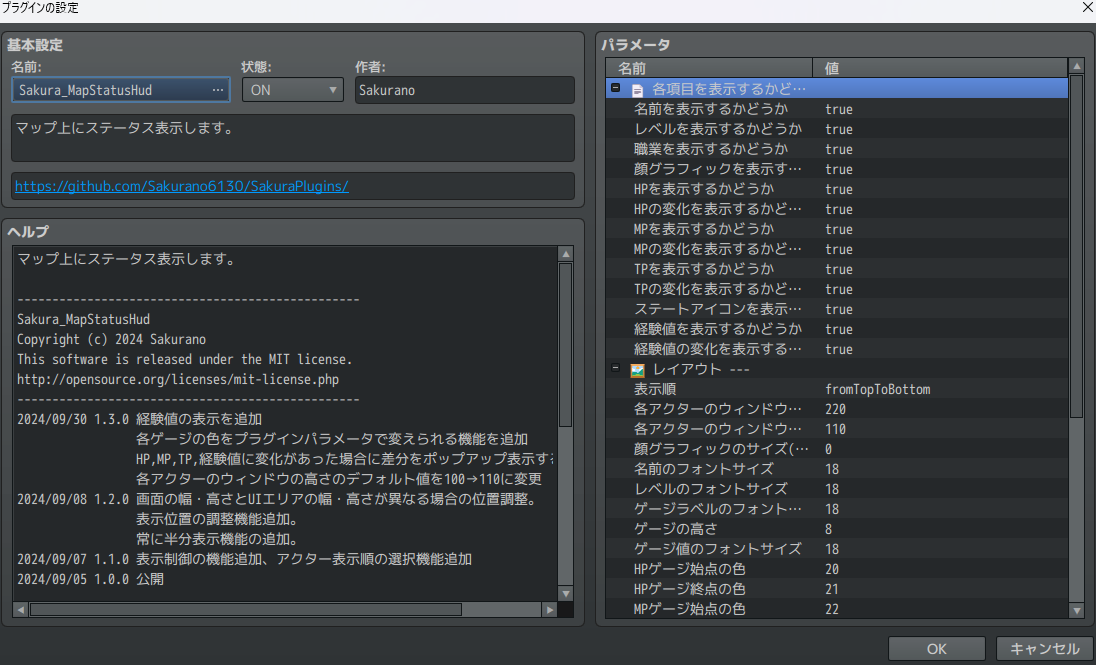 プラグインの設定
基本設定
名前:
状態:
作者:
Sakura_MapStatusHud
...
ON
Sakurano
マップ上にステータス表示します。
https://github.com/Sakurano6130/SakuraPlugins/
ヘルプ
マップ上にステータス表示します。
-------------------------------------------------
Sakura_MapStatusHud
Copyright (c) 2024 Sakurano
This software is released under the MIT license.
http://opensource.org/licenses/mit-license.php
-------------------------------------------------
2024/09/30 1.3.0 経験値の表示を追加
各ゲージの色をプラグインパラメータで変えられる機能を追加
HP,MP,TP,経験値に変化があった場合に差分をポップアップ表示する
各アクターのウィンドウの高さのデフォルト値を100→110に変更
2024/09/08 1.2.0 画面の幅・高さとUIエリアの幅・高さが異なる場合の位置調整。
表示位置の調整機能追加。
常に半分表示機能の追加。
2024/09/07 1.1.0 表示制御の機能追加、アクター表示順の選択機能追加
2024/09/05 1.0.0 公開
パラメータ
名前 値
各項目を表示するかど…
名前を表示するかどうか true
レベルを表示するかどうか true
職業を表示するかどうか true
顔グラフィックを表示す… true
HPを表示するかどうか true
HPの変化を表示するかど… true
MPを表示するかどうか true
MPの変化を表示するかど… true
TPを表示するかどうか true
TPの変化を表示するかど… true
ステートアイコンを表示… true
経験値を表示するかどうか true
経験値の変化を表示する… true
レイアウト ---
表示順 fromTopToBottom
各アクターのウィンドウ… 220
各アクターのウィンドウ… 110
顔グラフィックのサイズ(… 0
名前のフォントサイズ 18
レベルのフォントサイズ 18
ゲージラベルのフォント… 18
ゲージの高さ 8
ゲージ値のフォントサイズ 18
HPゲージ始点の色 20
HPゲージ終点の色 21
MPゲージ始点の色 22
OK
キャンセル